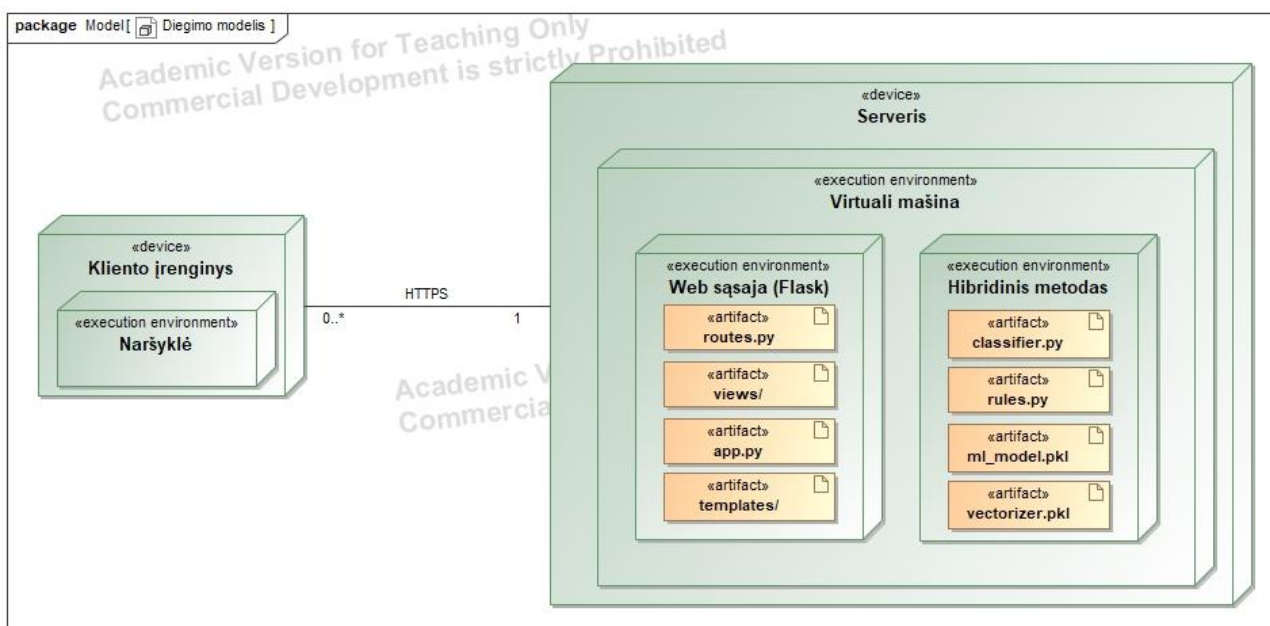 package Model[ Diegimo modelis ]
Academic Version for Teaching Only
Commercial Development is strictly Prohibited
«device»
Serveris
«execution environment»
Virtuali mašina
«device»
Kliento įrenginys
«execution environment»
Naršyklė
HTTPS
0..*
1
«execution environment»
Web sąsaja (Flask)
«artifact»
routes.py
«artifact»
views/
«artifact»
app.py
«artifact»
templates/
«execution environment»
Hibridinis metodas
«artifact»
classifier.py
«artifact»
rules.py
«artifact»
ml_model.pkl
«artifact»
vectorizer.pkl
Academic
Commercia